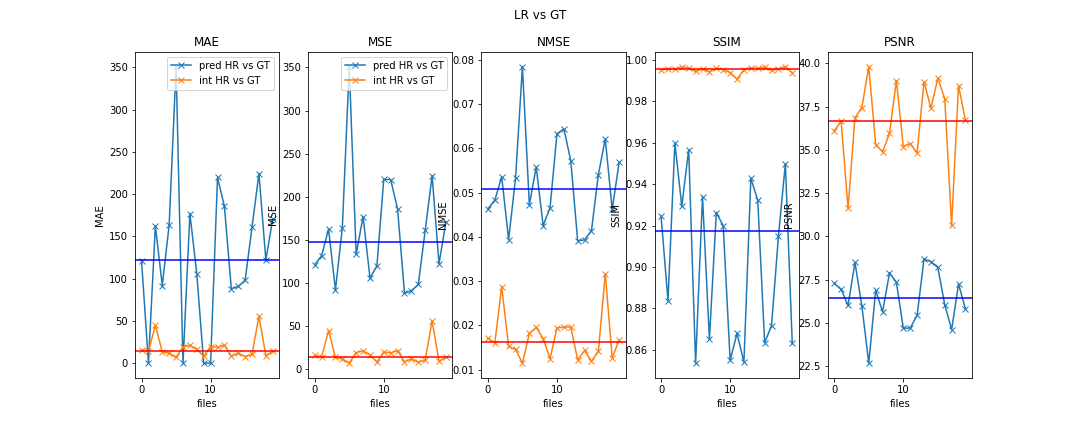 LR vs GT
MAE
MSE
NMSE
SSIM
PSNR
pred HR vs GT
int HR vs GT
pred HR vs GT
int HR vs GT
MAE
350
300
250
200
150
100
50
0
0
10
files
MSE
350
300
250
200
150
100
50
0
0
10
files
NMSE
0.08
0.07
0.06
0.05
0.04
0.03
0.02
0.01
0
10
files
SSIM
1.00
0.98
0.96
0.94
0.92
0.90
0.88
0.86
0
10
files
PSNR
40.0
37.5
35.0
32.5
30.0
27.5
25.0
22.5
0
10
files